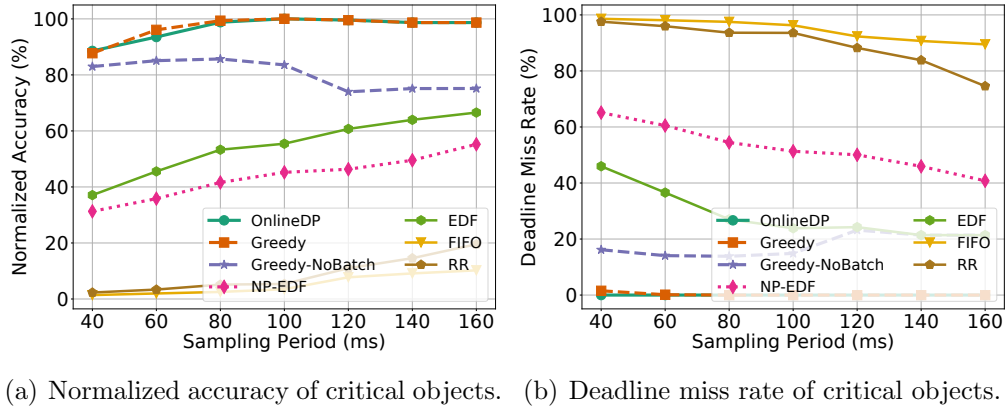 Normalized Accuracy (%)
100
80
60
40
20
0
40 60 80 100 120 140 160
Sampling Period (ms)
OnlineDP
Greedy
Greedy-NoBatch
NP-EDF
EDF
FIFO
RR
Deadline Miss Rate (%)
100
80
60
40
20
0
40 60 80 100 120 140 160
Sampling Period (ms)
OnlineDP
Greedy
Greedy-NoBatch
NP-EDF
EDF
FIFO
RR
(a) Normalized accuracy of critical objects.
(b) Deadline miss rate of critical objects.